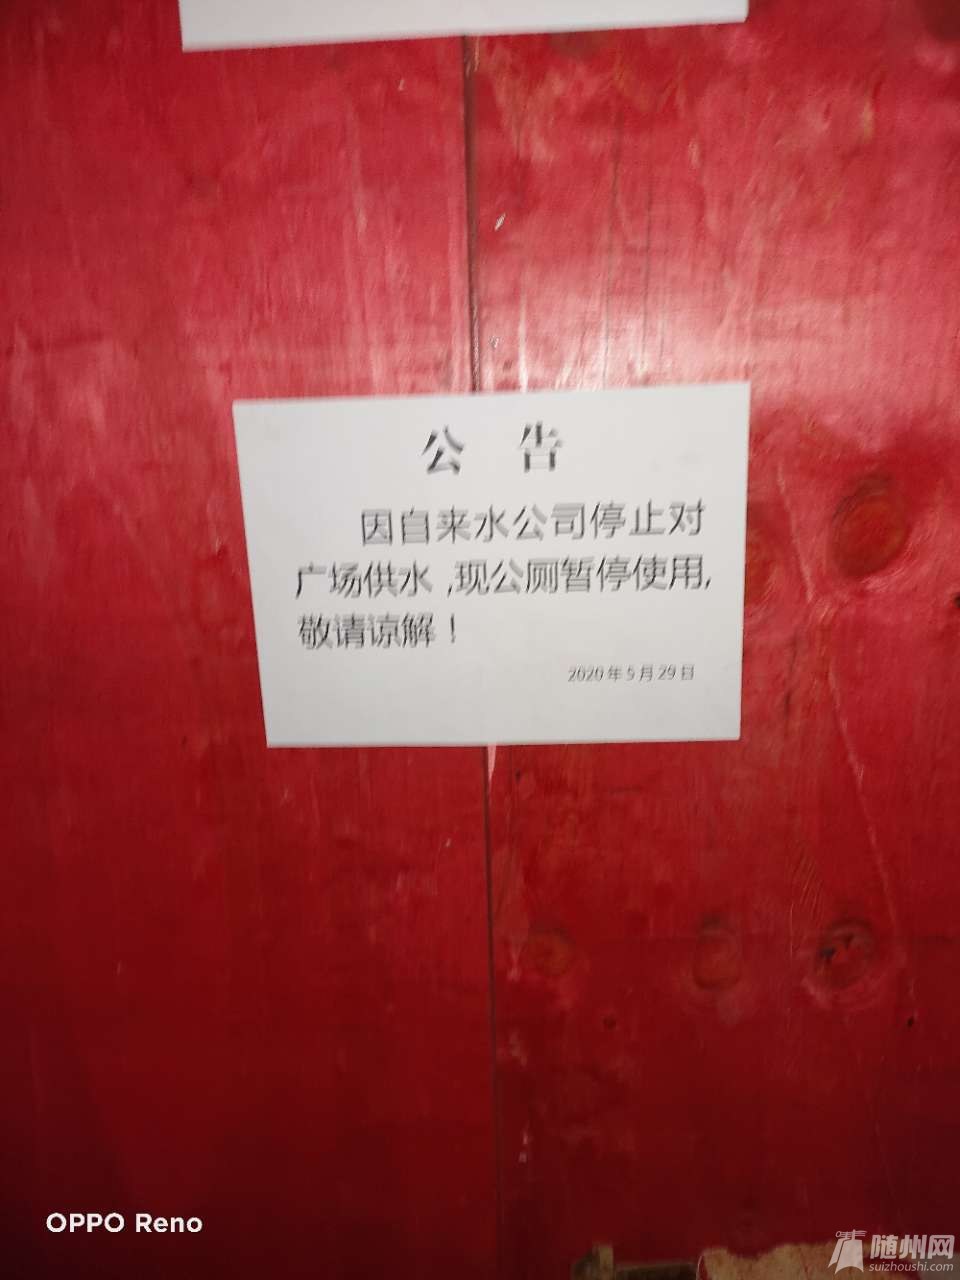 公 告
因自来水公司停止对
广场供水,现公厕暂停使用,
敬请谅解！
2020年5月29日
OPPO Reno
随州网
suizhoushi.com